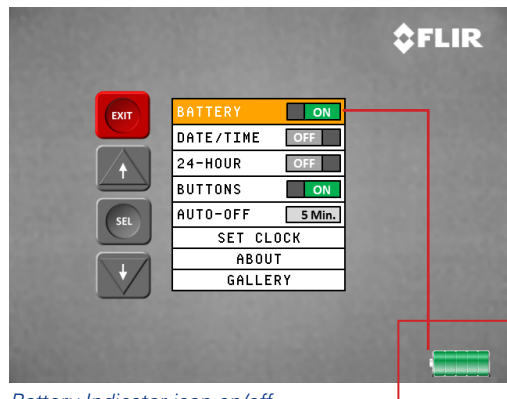 FLIR
EXIT
BATTERY ON
DATE/TIME OFF
24-HOUR OFF
BUTTONS ON
SEL
AUTO-OFF 5 Min.
SET CLOCK
ABOUT
GALLERY
Battery Indicator icon on/off